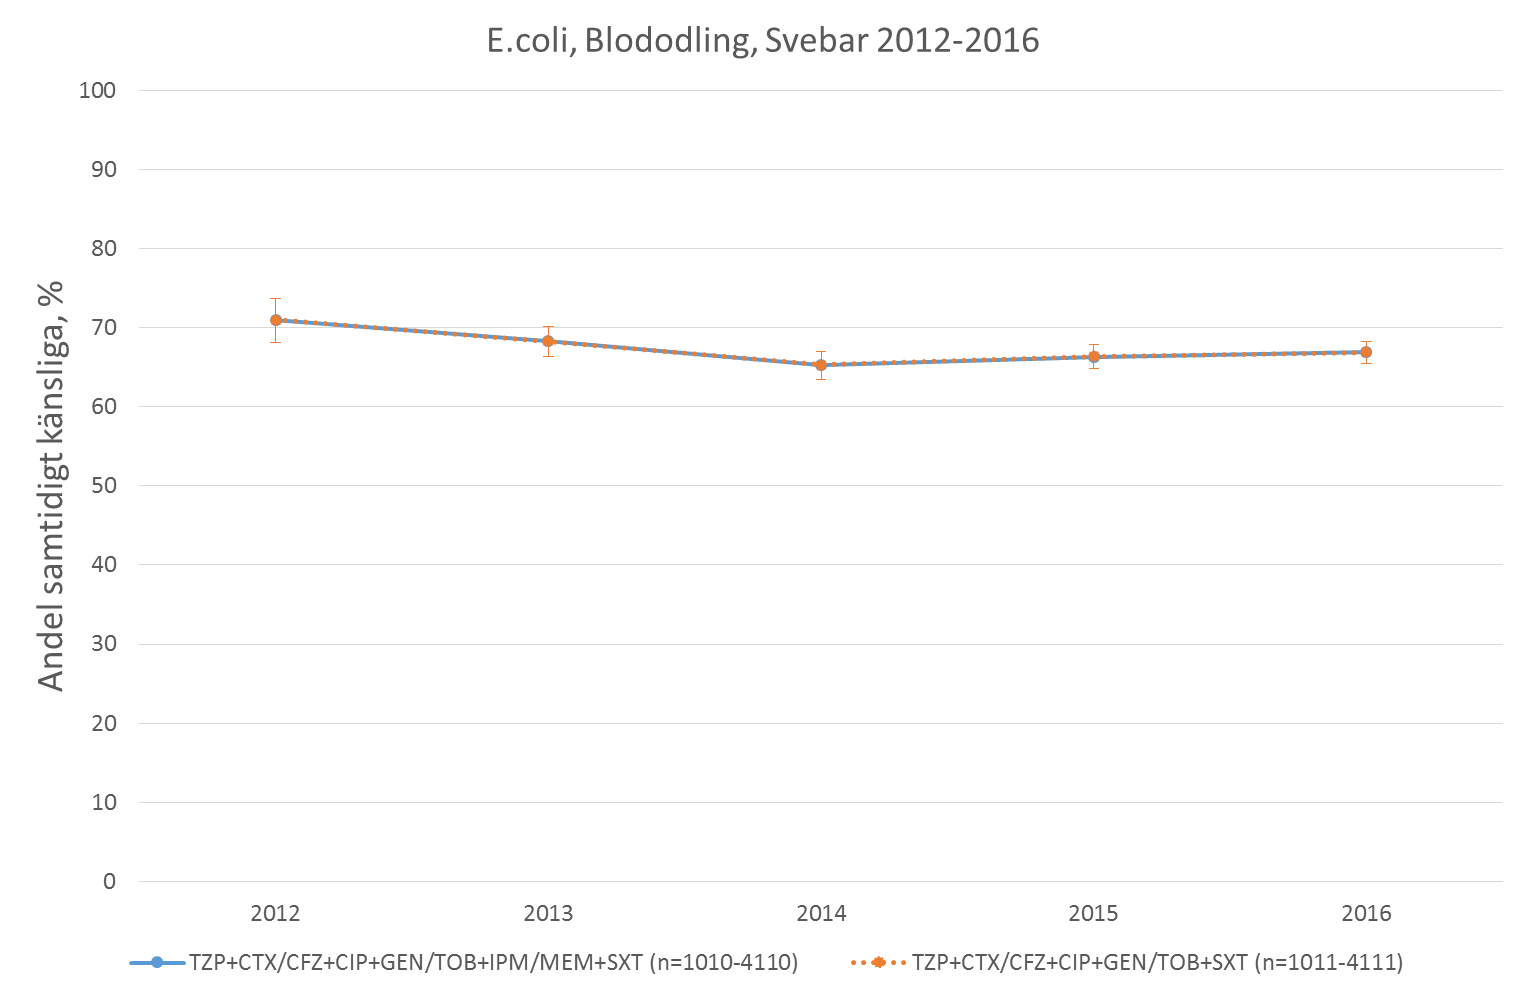 E.coli, Blododling, Svebar 2012-2016
Andel samtidigt känsliga, %
100
90
80
70
60
50
40
30
20
10
0
2012 2013 2014 2015 2016
TZP+CTX/CFZ+CIP+GEN/TOB+IPM/MEM+SXT (n=1010-4110) TZP+CTX/CFZ+CIP+GEN/TOB+SXT (n=1011-4111)